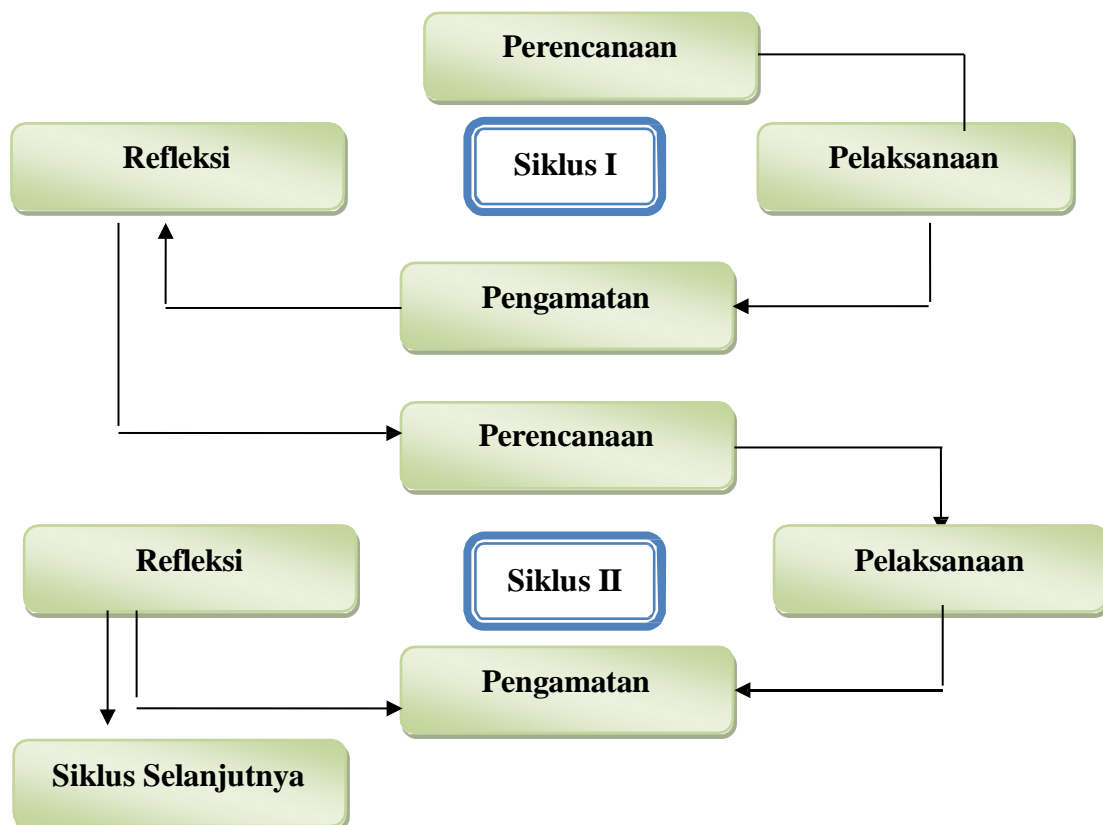 Perencanaan
Refleksi
Siklus I
Pelaksanaan
Pengamatan
Perencanaan
Refleksi
Siklus II
Pelaksanaan
Pengamatan
Siklus Selanjutnya